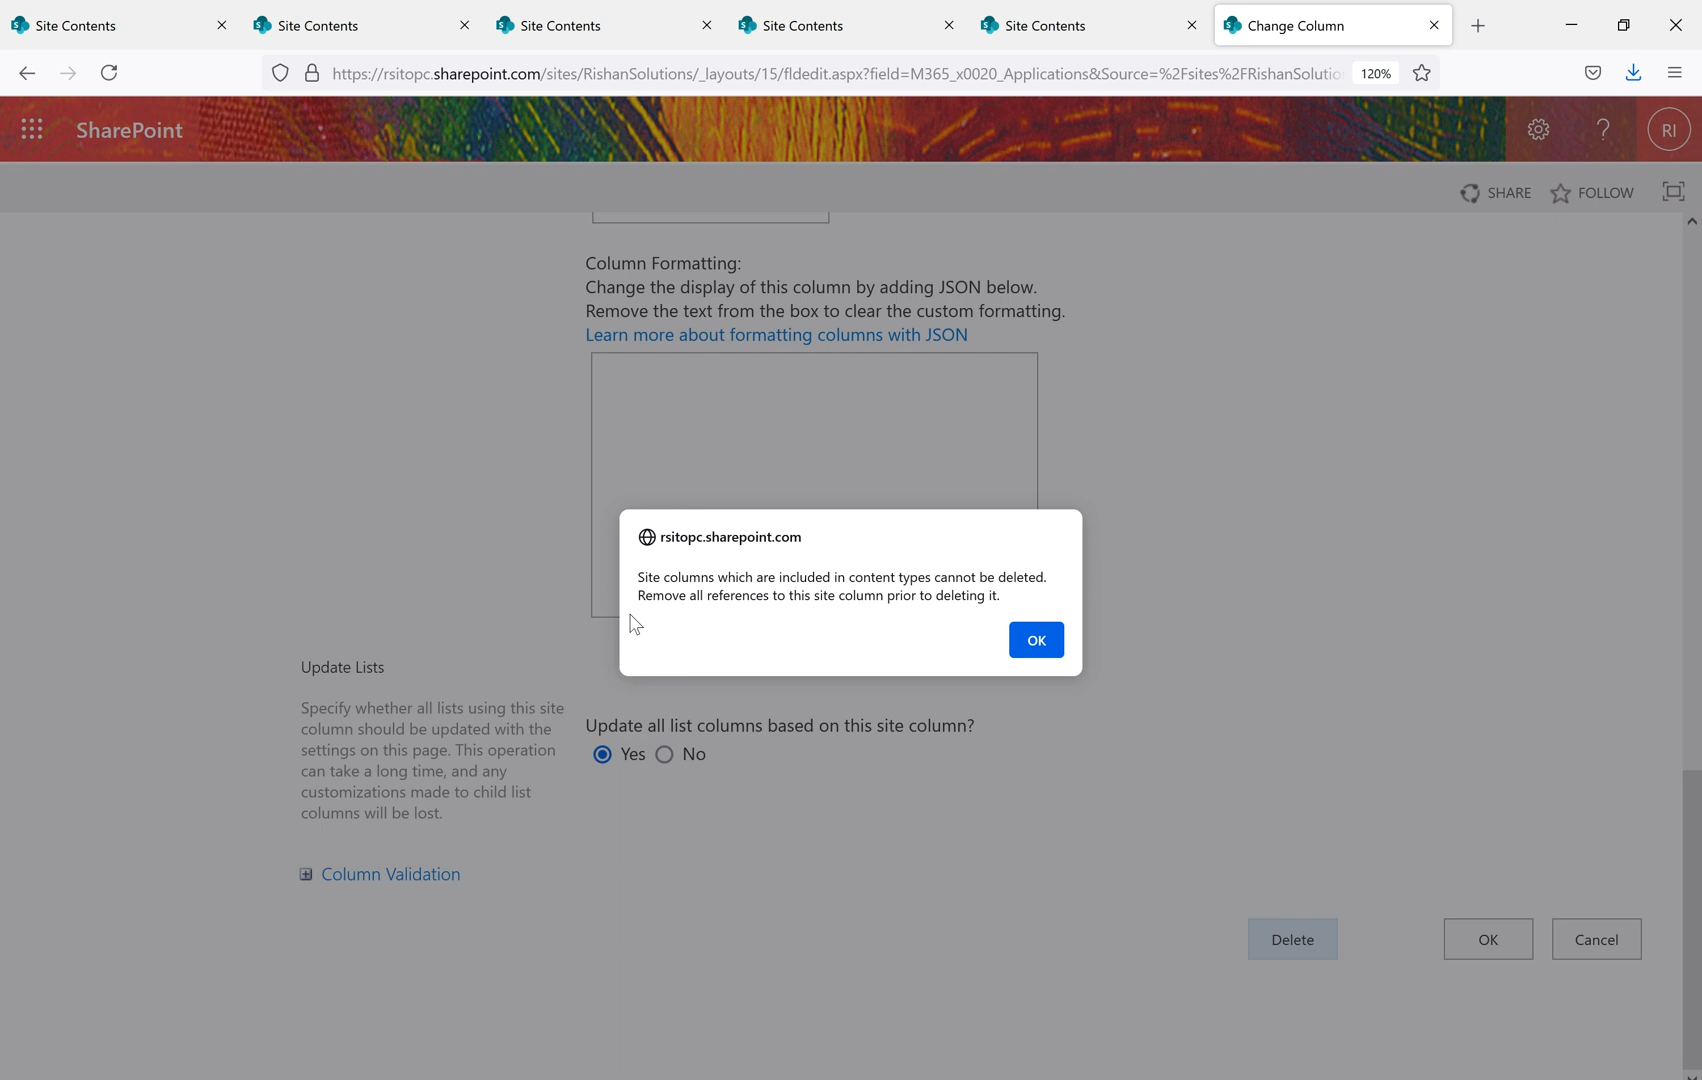 Site Contents
Site Contents
Site Contents
Site Contents
Site Contents
Change Column
https://rsitopc.sharepoint.com/sites/RishanSolutions/_layouts/15/fldedit.aspx?field=M365_x0020_Applications&Source=%2Fsites%2FRishanSolutio
120%
SharePoint
?
RI
SHARE
FOLLOW
Column Formatting:
Change the display of this column by adding JSON below.
Remove the text from the box to clear the custom formatting.
Learn more about formatting columns with JSON
rsitopc.sharepoint.com
Site columns which are included in content types cannot be deleted.
Remove all references to this site column prior to deleting it.
OK
Update Lists
Specify whether all lists using this site
column should be updated with the
settings on this page. This operation
can take a long time, and any
customizations made to child list
columns will be lost.
Update all list columns based on this site column?
Yes No
Column Validation
Delete
OK
Cancel